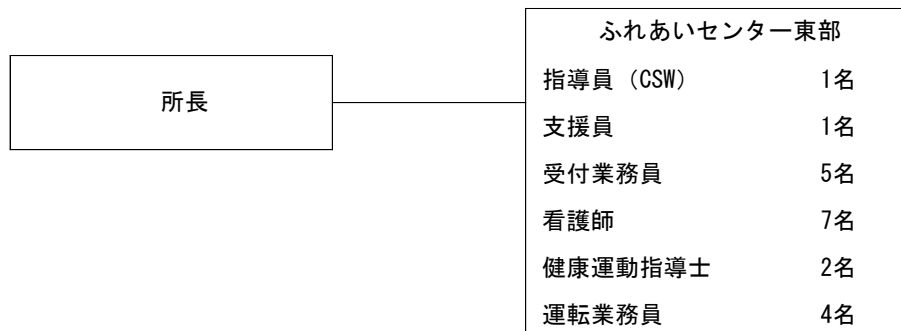 所長
ふれあいセンター東部
指導員（CSW） 1名
支援員 1名
受付業務員 5名
看護師 7名
健康運動指導士 2名
運転業務員 4名